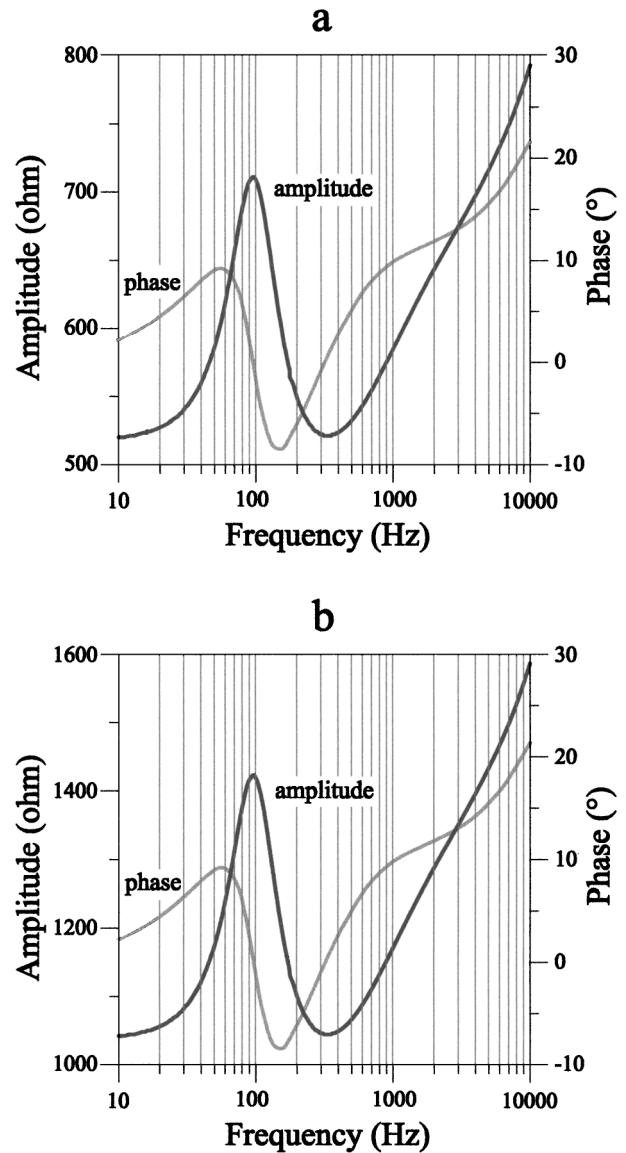 a
800
700
600
500
Amplitude (ohm)
30
20
10
0
-10
Phase (°)
amplitude
phase
10
100
1000
10000
Frequency (Hz)
b
1600
1400
1200
1000
Amplitude (ohm)
30
20
10
0
-10
Phase (°)
amplitude
phase
10
100
1000
10000
Frequency (Hz)